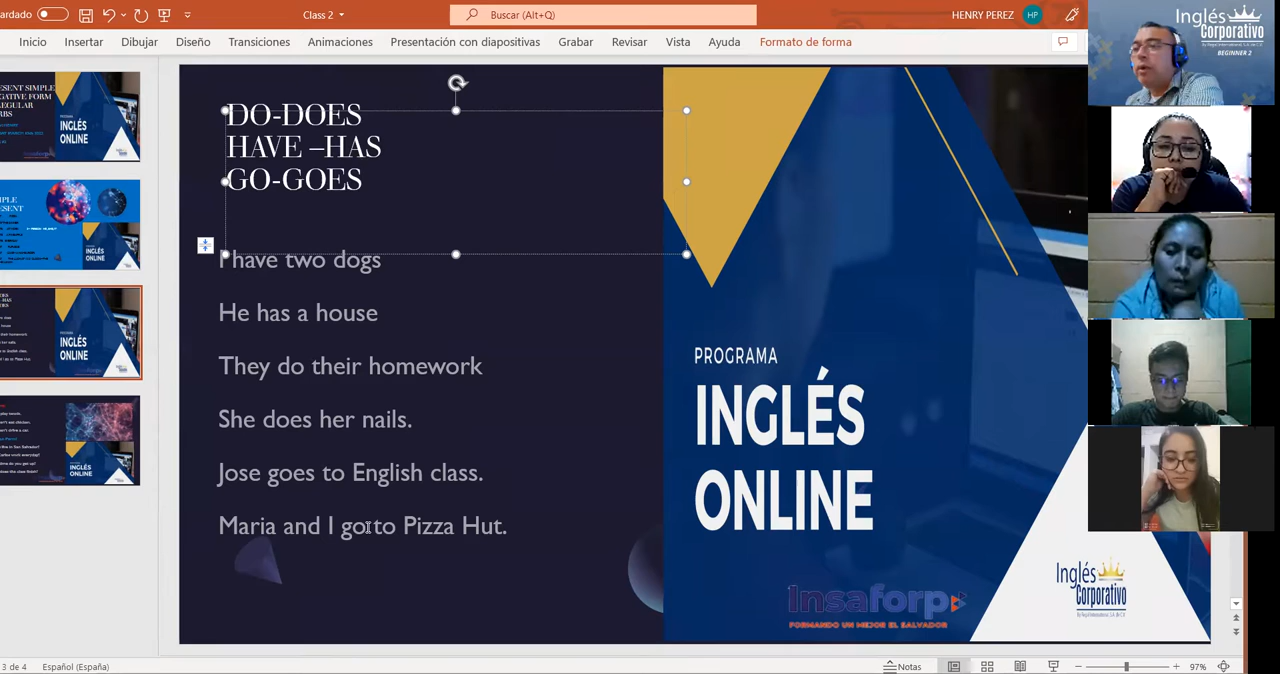 ardado
Class 2
Buscar (Alt+Q)
HENRY PEREZ
HP
Inicio
Insertar
Dibujar
Diseño
Transiciones
Animaciones
Presentación con diapositivas
Grabar
Revisar
Vista
Ayuda
Formato de forma
Inglés
Corporativo
BEGINNER 2
DO-DOES
HAVE –HAS
GO-GOES
I have two dogs
He has a house
They do their homework
She does her nails.
Jose goes to English class.
Maria and I go to Pizza Hut.
PROGRAMA
INGLÉS
ONLINE
Insaforp
FORMANDO UN MEJOR EL SALVADOR
Inglés
Corporativo
INGLÉS
ONLINE
INGLÉS
ONLINE
INGLÉS
ONLINE
INGLÉS
ONLINE
3 de 4
Español (España)
Notas
97%